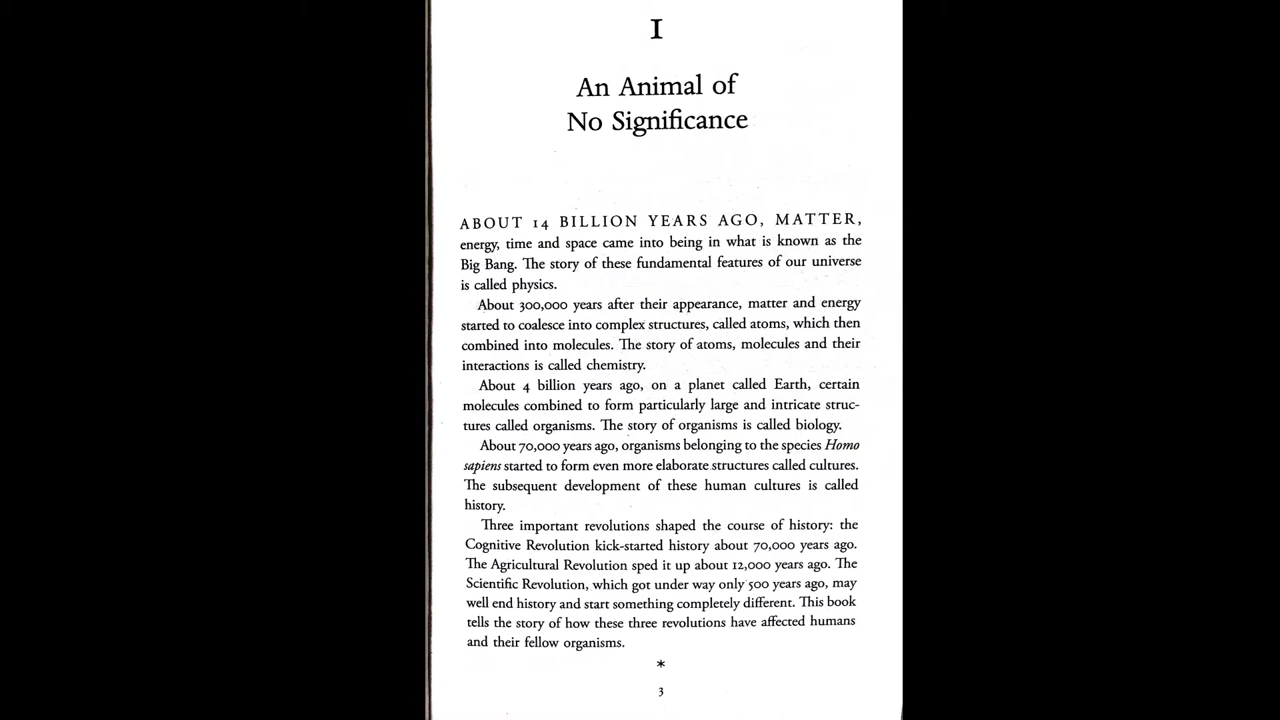 I
An Animal of
No Significance
ABOUT 14 BILLION YEARS AGO, MATTER,
energy, time and space came into being in what is known as the
Big Bang. The story of these fundamental features of our universe
is called physics.
About 300,000 years after their appearance, matter and energy
started to coalesce into complex structures, called atoms, which then
combined into molecules. The story of atoms, molecules and their
interactions is called chemistry.
About 4 billion years ago, on a planet called Earth, certain
molecules combined to form particularly large and intricate struc-
tures called organisms. The story of organisms is called biology.
About 70,000 years ago, organisms belonging to the species Homo
sapiens started to form even more elaborate structures called cultures.
The subsequent development of these human cultures is called
history.
Three important revolutions shaped the course of history: the
Cognitive Revolution kick-started history about 70,000 years ago.
The Agricultural Revolution sped it up about 12,000 years ago. The
Scientific Revolution, which got under way only 500 years ago, may
well end history and start something completely different. This book
tells the story of how these three revolutions have affected humans
and their fellow organisms.
*
3